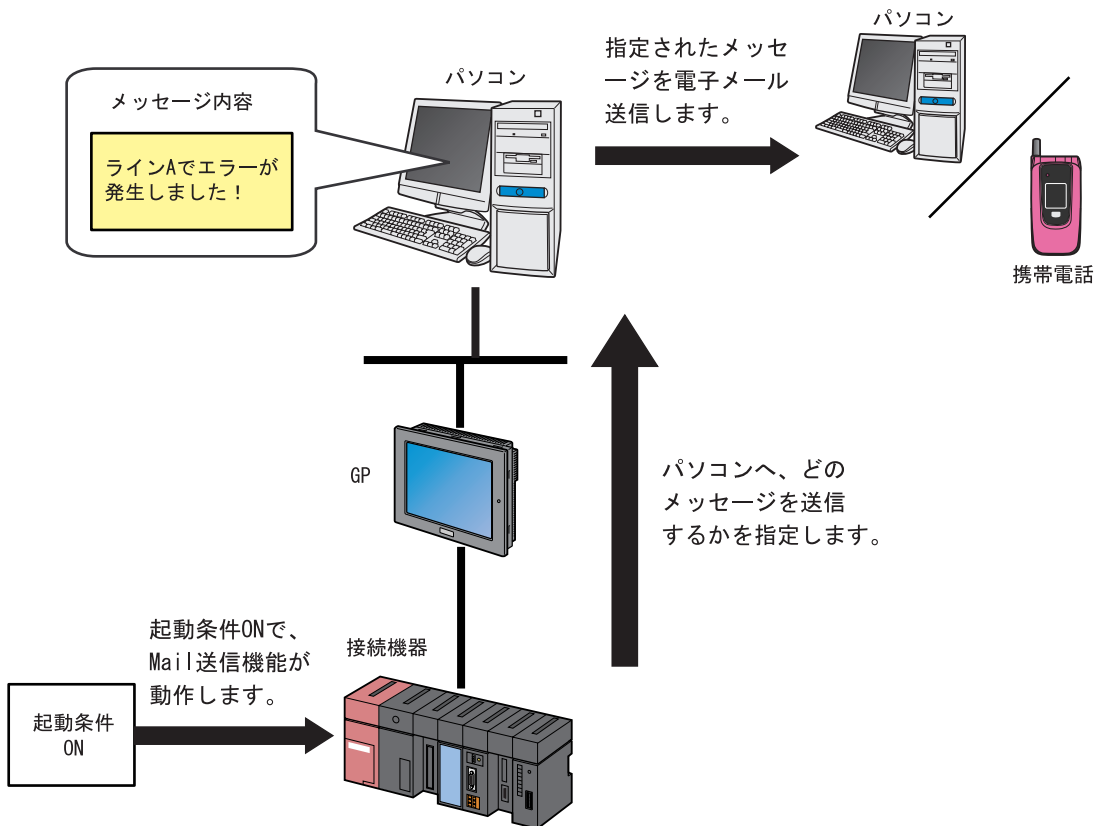 パソコン
指定されたメッセ
ージを電子メール
送信します。
パソコン
メッセージ内容
ラインAでエラーが
発生しました！
携帯電話
GP
パソコンへ、どの
メッセージを送信
するかを指定します。
起動条件ONで、
Mail送信機能が
動作します。
接続機器
起動条件
ON